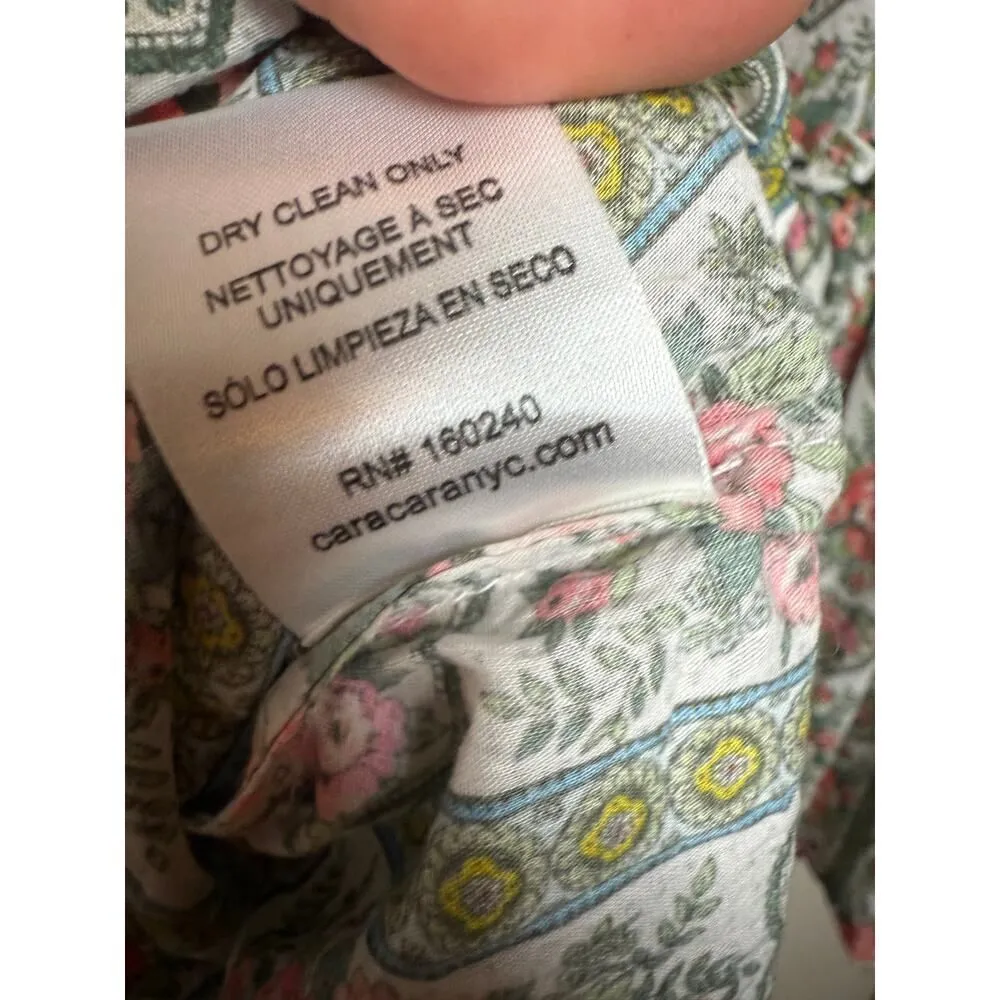 DRY CLEAN ONLY
NETTOYAGE À SEC
UNIQUEMENT
SÓLO LIMPIEZA EN SECO
RN# 160240
caracaranyc.com